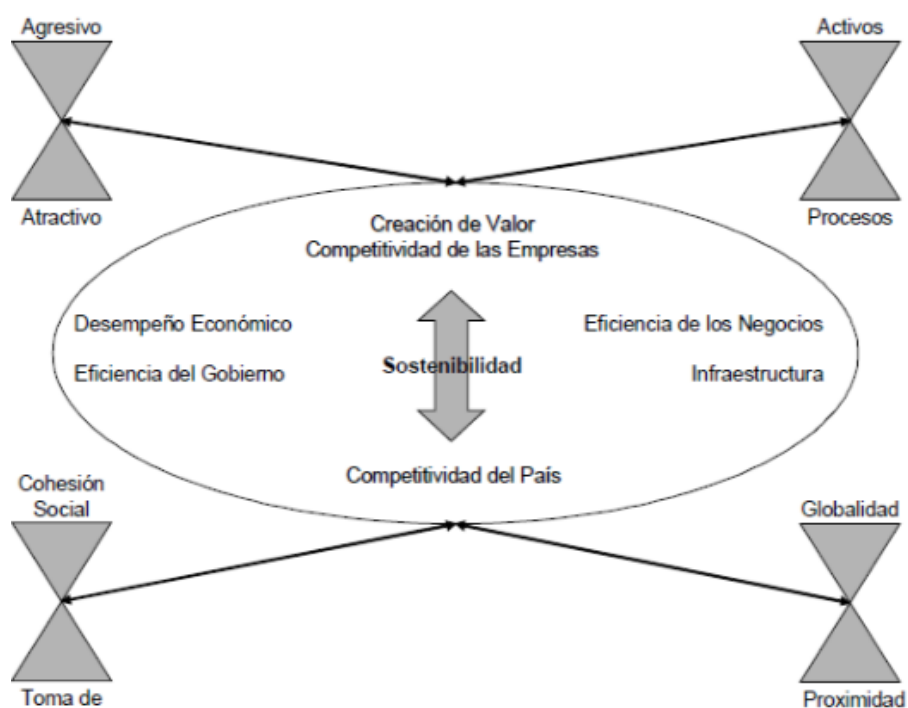 Agresivo
Activos
Atractivo
Procesos
Creación de Valor
Competitividad de las Empresas
Desempeño Económico
Eficiencia de los Negocios
Eficiencia del Gobierno
Sostenibilidad
Infraestructura
Competitividad del País
Cohesión
Social
Globalidad
Toma de
Proximidad